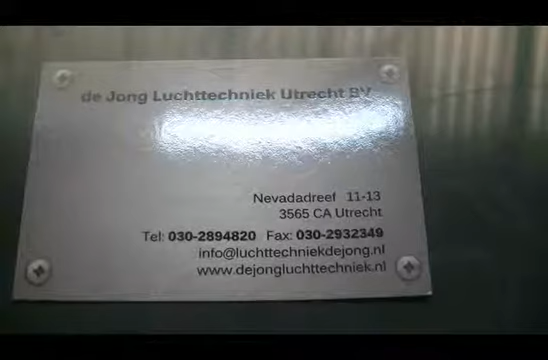 de Jong Luchttechniek Utrecht BV
Nevadadreef 11-13
3565 CA Utrecht
Tel: 030-2894820 Fax: 030-2932349
info@luchttechniekdejong.nl
www.dejongluchttechniek.nl